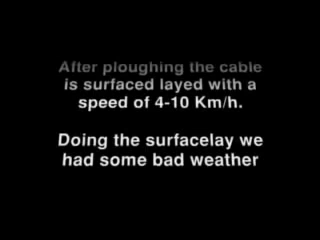 After ploughing the cable
is surfaced layed with a
speed of 4-10 Km/h.
Doing the surfacelay we
had some bad weather